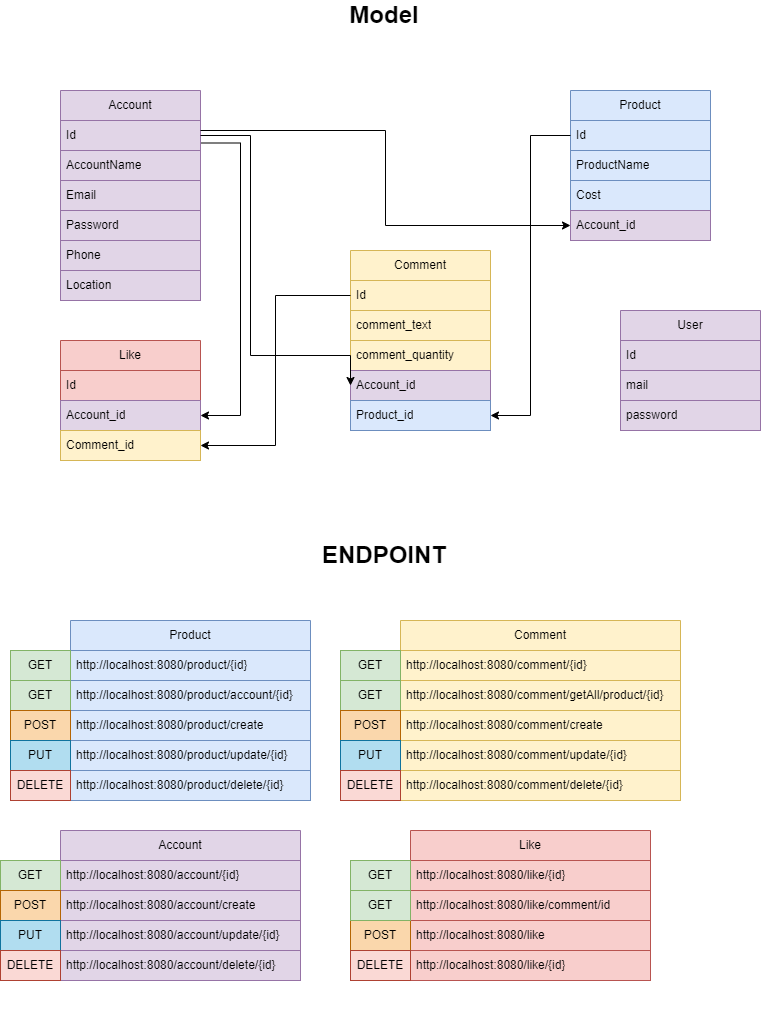 Model
Account
Id
AccountName
Email
Password
Phone
Location
Product
Id
ProductName
Cost
Account_id
Comment
Id
comment_text
comment_quantity
Account_id
Product_id
User
Id
mail
password
Like
Id
Account_id
Comment_id
ENDPOINT
Product
GET http://localhost:8080/product/{id}
GET http://localhost:8080/product/account/{id}
POST http://localhost:8080/product/create
PUT http://localhost:8080/product/update/{id}
DELETE http://localhost:8080/product/delete/{id}
Comment
GET http://localhost:8080/comment/{id}
GET http://localhost:8080/comment/getAll/product/{id}
POST http://localhost:8080/comment/create
PUT http://localhost:8080/comment/update/{id}
DELETE http://localhost:8080/comment/delete/{id}
Account
GET http://localhost:8080/account/{id}
POST http://localhost:8080/account/create
PUT http://localhost:8080/account/update/{id}
DELETE http://localhost:8080/account/delete/{id}
Like
GET http://localhost:8080/like/{id}
GET http://localhost:8080/like/comment/id
POST http://localhost:8080/like
DELETE http://localhost:8080/like/{id}